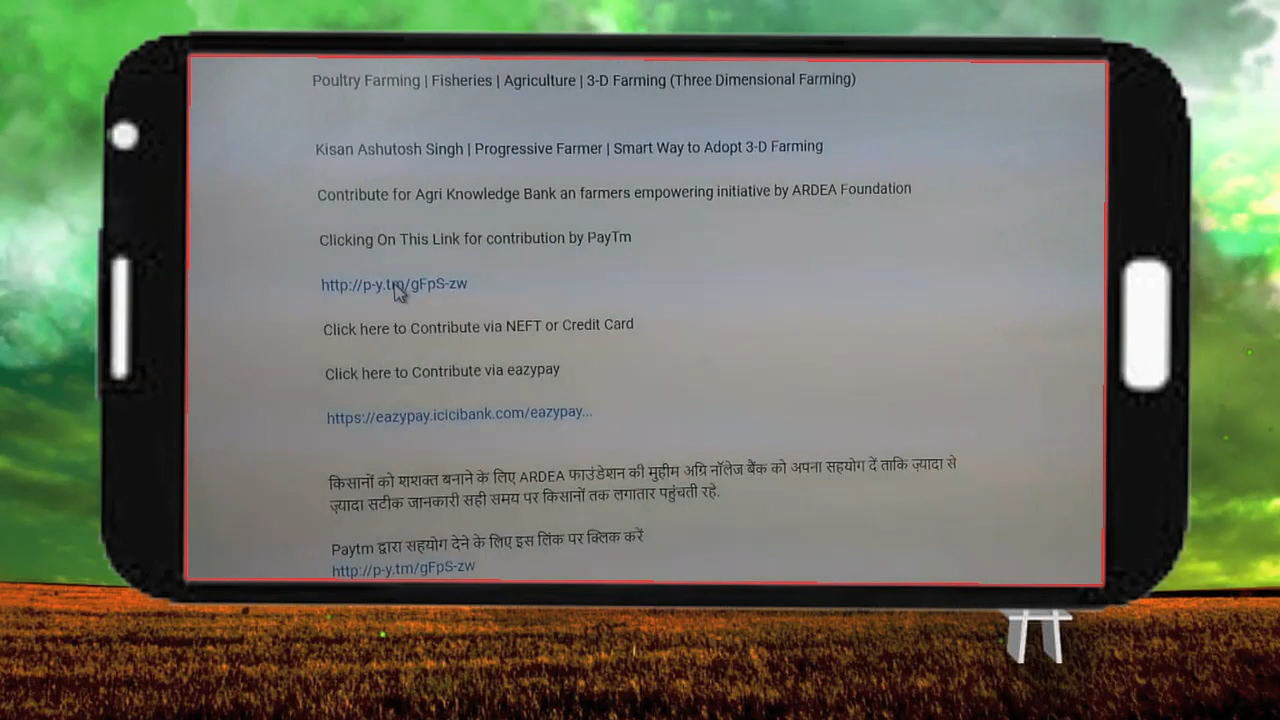 Poultry Farming | Fisheries | Agriculture | 3-D Farming (Three Dimensional Farming)
Kisan Ashutosh Singh | Progressive Farmer | Smart Way to Adopt 3-D Farming
Contribute for Agri Knowledge Bank an farmers empowering initiative by ARDEA Foundation
Clicking On This Link for contribution by PayTm
http://p-y.tm/gFpS-zw
Click here to Contribute via NEFT or Credit Card
Click here to Contribute via eazypay
https://eazypay.icicibank.com/eazypay...
किसानों को शशक्त बनाने के लिए ARDEA फाउंडेशन की मुहीम अग्रि नॉलेज बैंक को अपना सहयोग दें ताकि ज़्यादा से
ज़्यादा सटीक जानकारी सही समय पर किसानों तक लगातार पहुंचती रहे.
Paytm द्वारा सहयोग देने के लिए इस लिंक पर क्लिक करें
http://p-y.tm/gFpS-zw